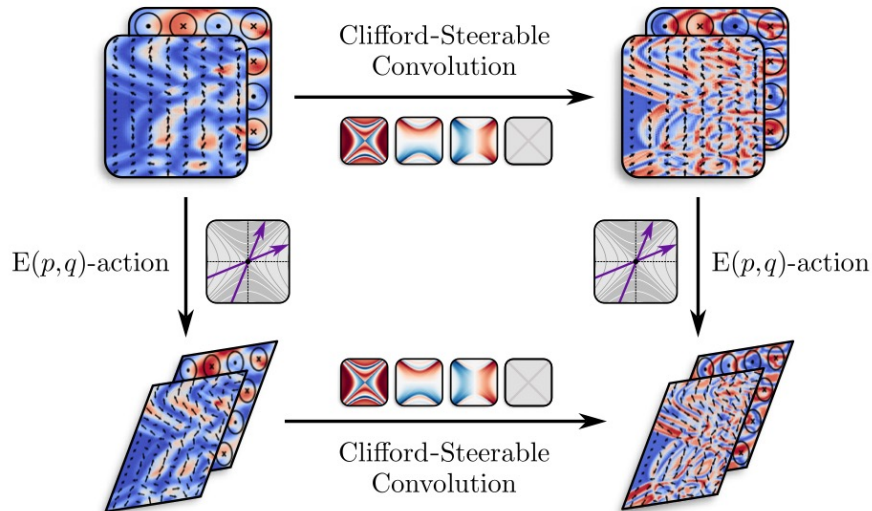 Clifford-Steerable
Convolution
E(p,q)-action
E(p,q)-action
Clifford-Steerable
Convolution